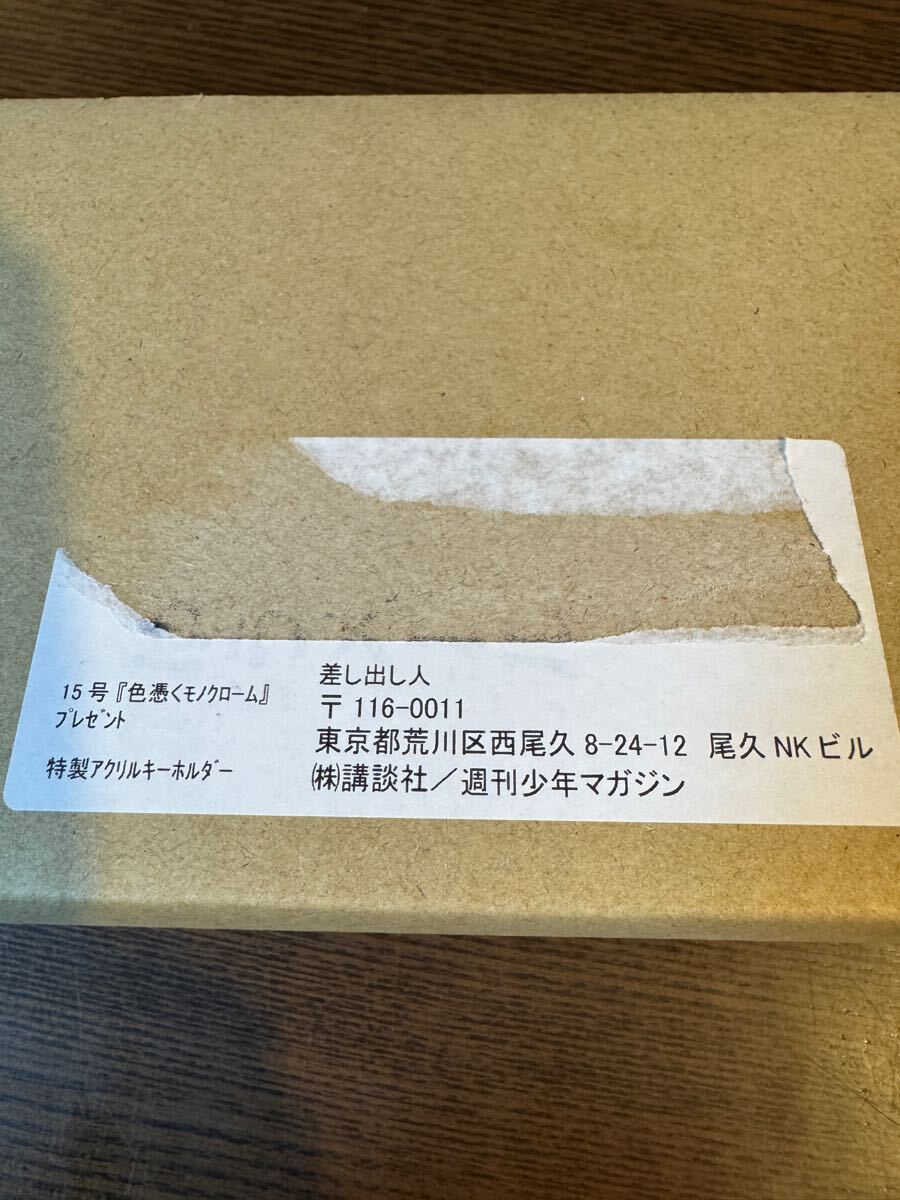 15号『色憑くモノクローム』
プレゼント
特製アクリルキーホルダー
差し出し人
〒116-0011
東京都荒川区西尾久8-24-12 尾久NKビル
㈱講談社／週刊少年マガジン